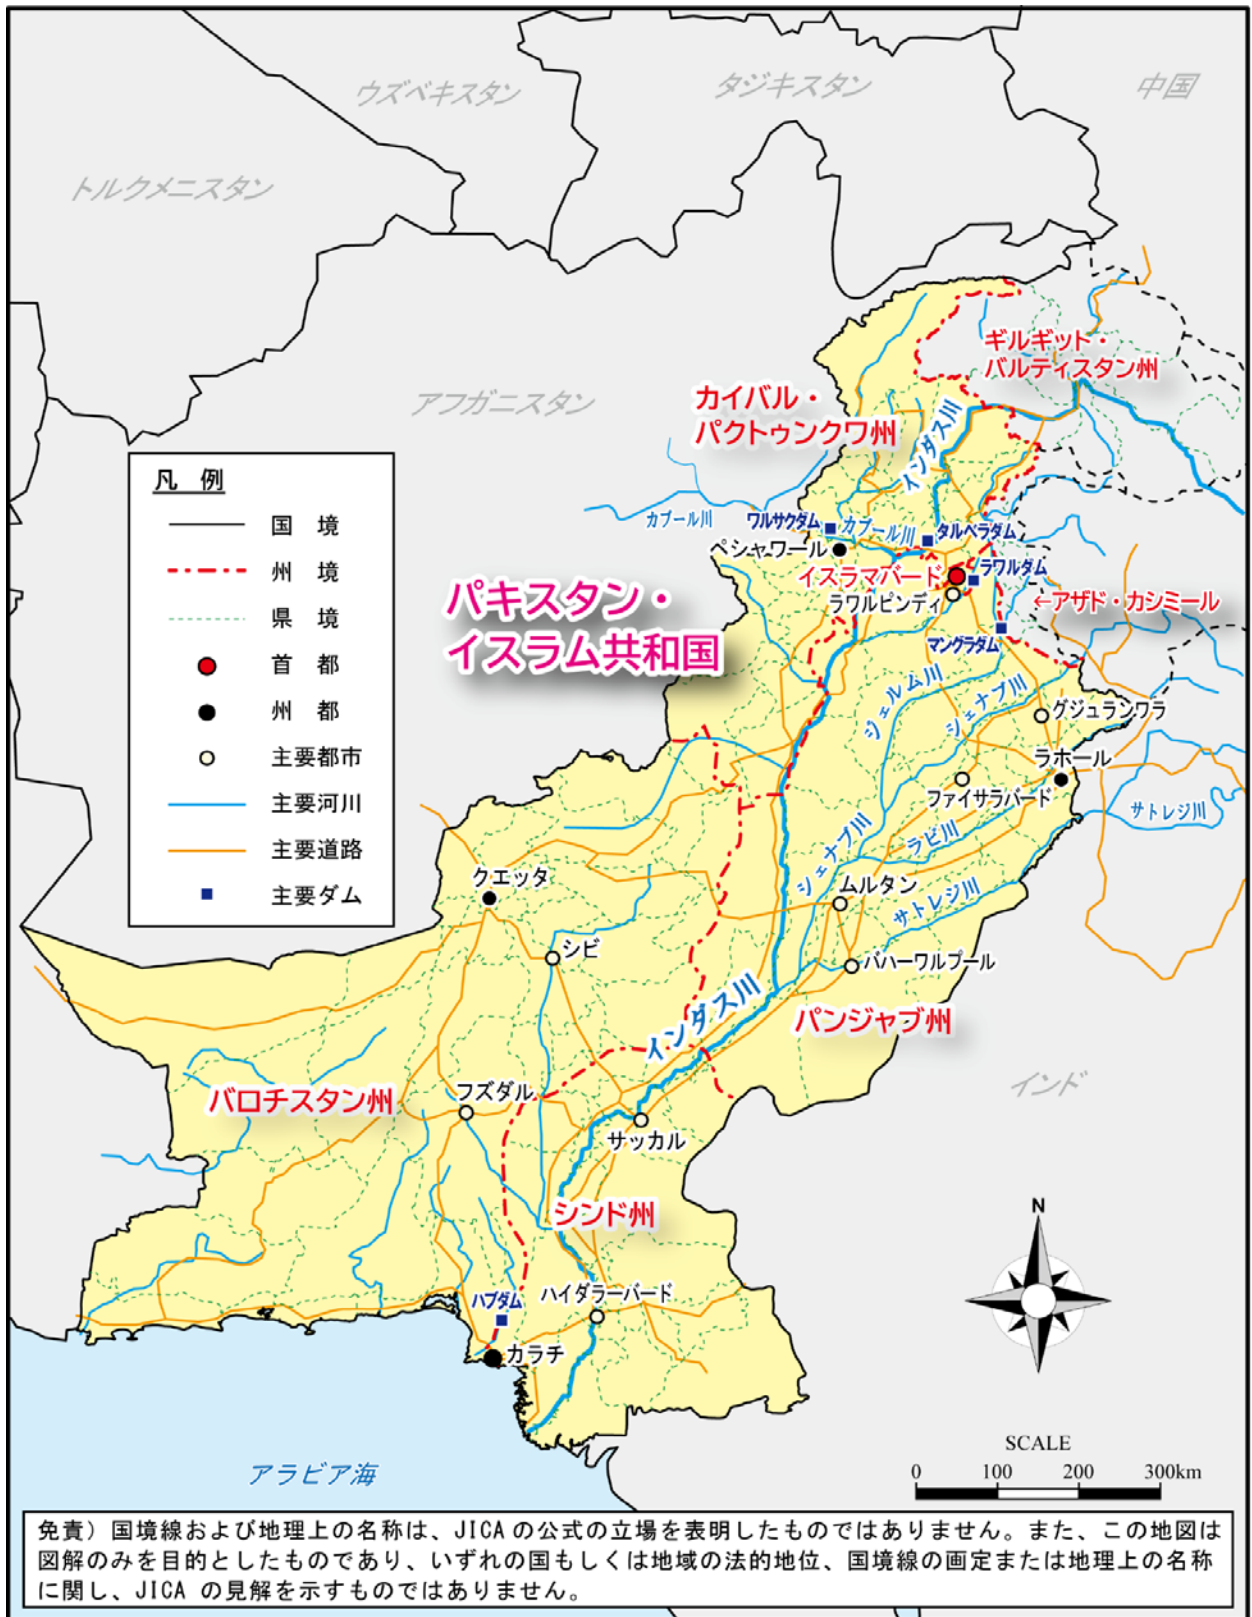 ウズベキスタン
タジキスタン
中国
トルクメニスタン
アフガニスタン
ギルギット・
バルティスタン州
カイバル・
パクトゥンクワ州
インダス川
凡 例
国 境
州 境
県 境
首 都
州 都
主要都市
主要河川
主要道路
主要ダム
カブール川
ワルサクダム
カブール川
タルベラダム
ペシャワール
イスラマバード
ラワルダム
ラワルピンディ
←アザド・カシミール
マングラダム
パキスタン・
イスラム共和国
ジェルム川
シェナブ川
グジュランワラ
ラホール
ファイサラバード
サトレジ川
シェナブ川
ラビ川
ムルタン
サトレジ川
クエッタ
シビ
バハーワルプール
インダス川
パンジャブ州
インド
バロチスタン州
フズダル
サッカル
シンド州
ハイダラーバード
ハブダム
カラチ
アラビア海
N
SCALE
0 100 200 300km
免責）国境線および地理上の名称は、JICAの公式の立場を表明したものではありません。また、この地図は
図解のみを目的としたものであり、いずれの国もしくは地域の法的地位、国境線の画定または地理上の名称
に関し、JICA の見解を示すものではありません。